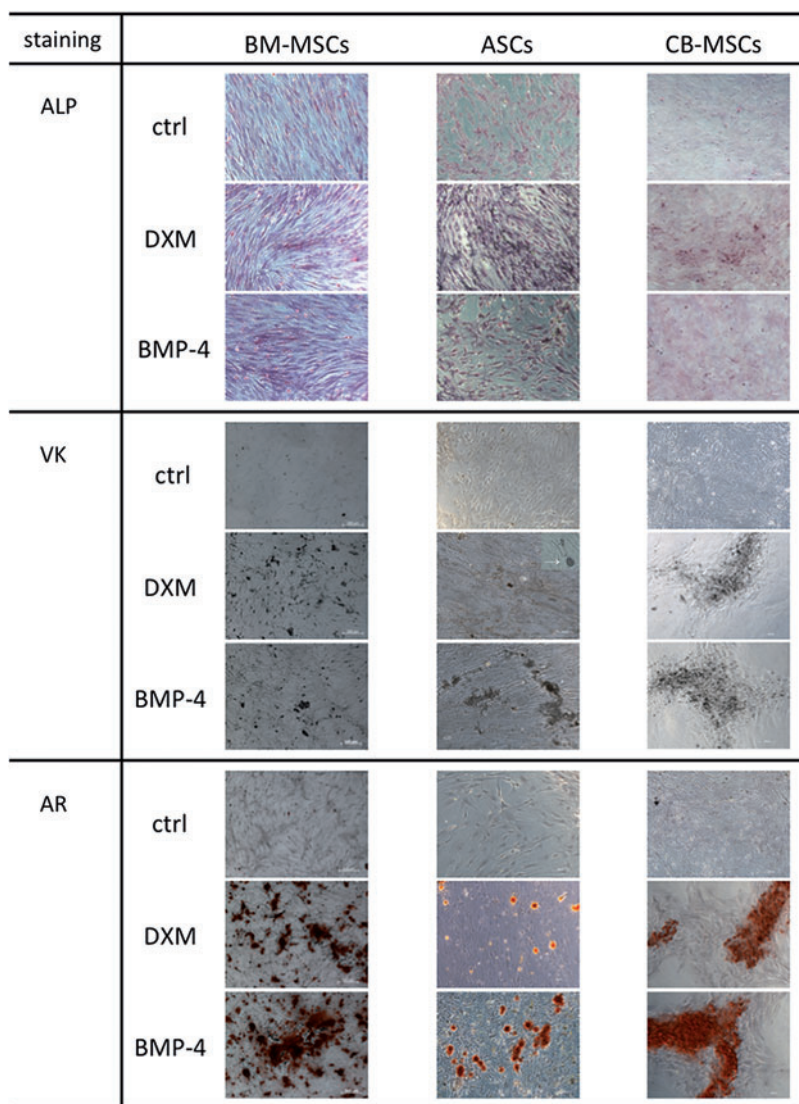 staining BM-MSCs ASCs CB-MSCs
ALP
ctrl
DXM
BMP-4
VK
ctrl
DXM
BMP-4
AR
ctrl
DXM
BMP-4